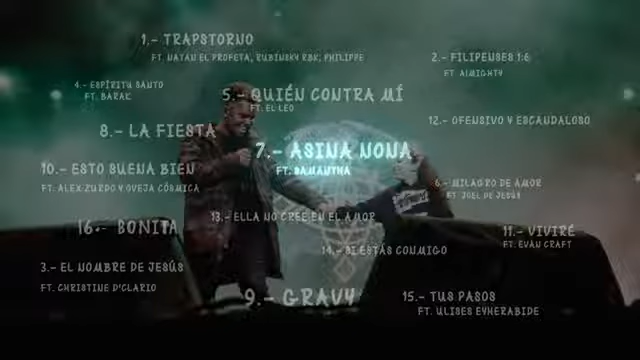 1.- TRAPSTORNO
FT. NATAN EL PROFETA, RUBINSKY RBK, PHILIPPE
2.- FILIPENSES 1:6
FT. ALMIGHTY
4.- ESPÍRITU SANTO
FT. BARAK
5.- QUIÉN CONTRA MÍ
FT. EL LEO
12.- OFENSIVO Y ESCANDALOSO
8.- LA FIESTA
7.- ASINA NONA
FT. SAMANTHA
10.- ESTO SUENA BIEN
FT. ALEX ZURDO Y OVEJA CÓSMICA
6.- MILAGRO DE AMOR
FT. JOEL DE JESÚS
13.- ELLA NO CREE EN EL AMOR
16.- BONITA
11.- VIVIRÉ
FT. EVAN CRAFT
14.- SI ESTÁS CONMIGO
3.- EL NOMBRE DE JESÚS
FT. CHRISTINE D'CLARIO
9.- GRAVY
15.- TUS PASOS
FT. ULISES EYHERABIDE